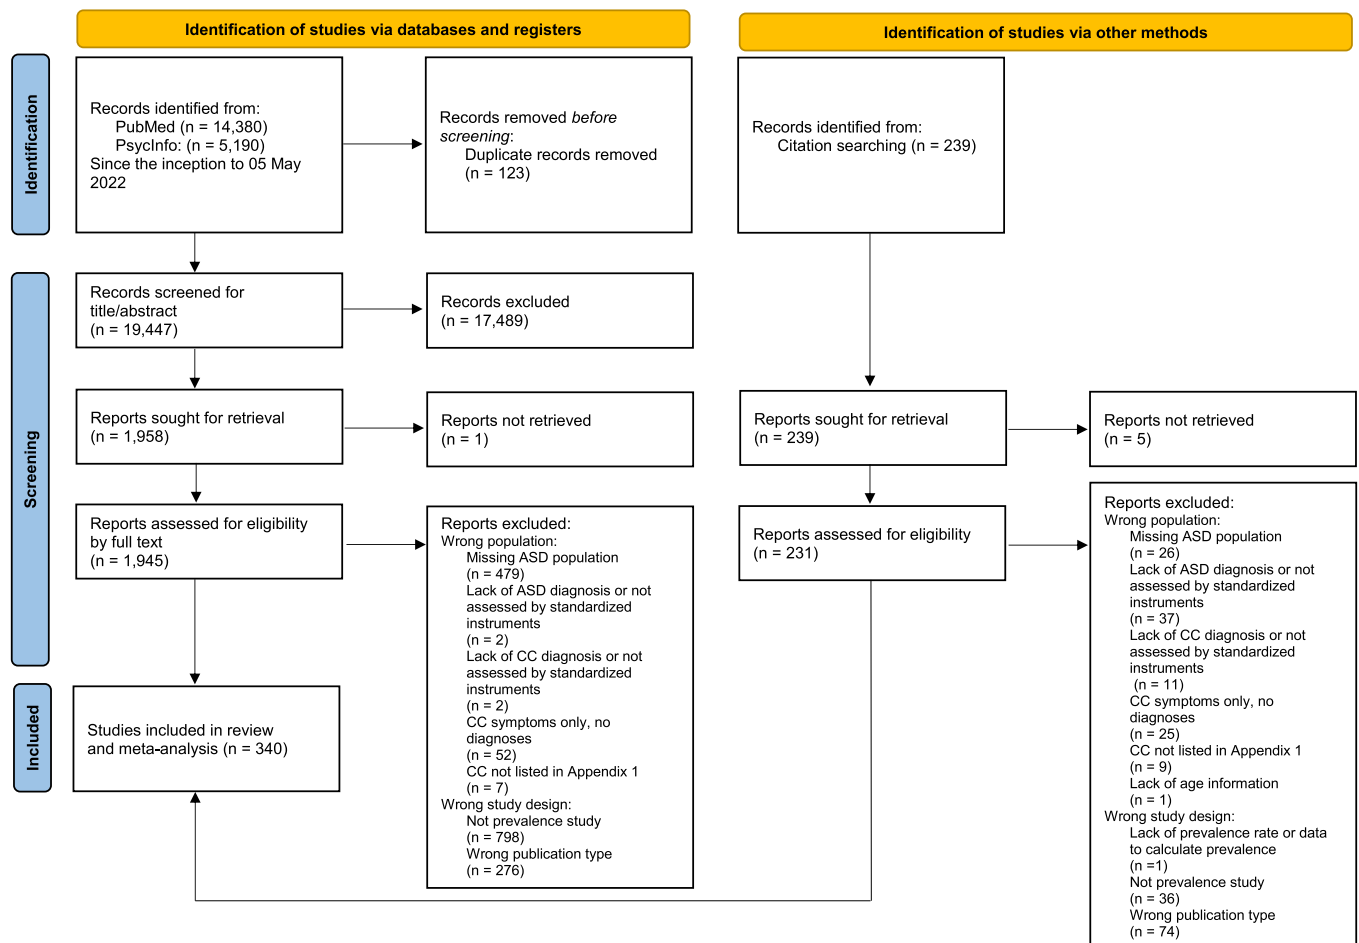 Identification of studies via databases and registers
Identification of studies via other methods
Identification
Records identified from:
PubMed (n = 14,380)
PsycInfo: (n = 5,190)
Since the inception to 05 May
2022
Records removed before
screening:
Duplicate records removed
(n = 123)
Records identified from:
Citation searching (n = 239)
Screening
Records screened for
title/abstract
(n = 19,447)
Records excluded
(n = 17,489)
Reports sought for retrieval
(n = 1,958)
Reports not retrieved
(n = 1)
Reports sought for retrieval
(n = 239)
Reports not retrieved
(n = 5)
Reports assessed for eligibility
by full text
(n = 1,945)
Reports excluded:
Wrong population:
Missing ASD population
(n = 479)
Lack of ASD diagnosis or not
assessed by standardized
instruments
(n = 2)
Lack of CC diagnosis or not
assessed by standardized
instruments
(n = 2)
CC symptoms only, no
diagnoses
(n = 52)
CC not listed in Appendix 1
(n = 7)
Wrong study design:
Not prevalence study
(n = 798)
Wrong publication type
(n = 276)
Reports assessed for eligibility
(n = 231)
Reports excluded:
Wrong population:
Missing ASD population
(n = 26)
Lack of ASD diagnosis or not
assessed by standardized
instruments
(n = 37)
Lack of CC diagnosis or not
assessed by standardized
instruments
(n = 11)
CC symptoms only, no
diagnoses
(n = 25)
CC not listed in Appendix 1
(n = 9)
Lack of age information
(n = 1)
Wrong study design:
Lack of prevalence rate or data
to calculate prevalence
(n =1)
Not prevalence study
(n = 36)
Wrong publication type
(n = 74)
Included
Studies included in review
and meta-analysis (n = 340)